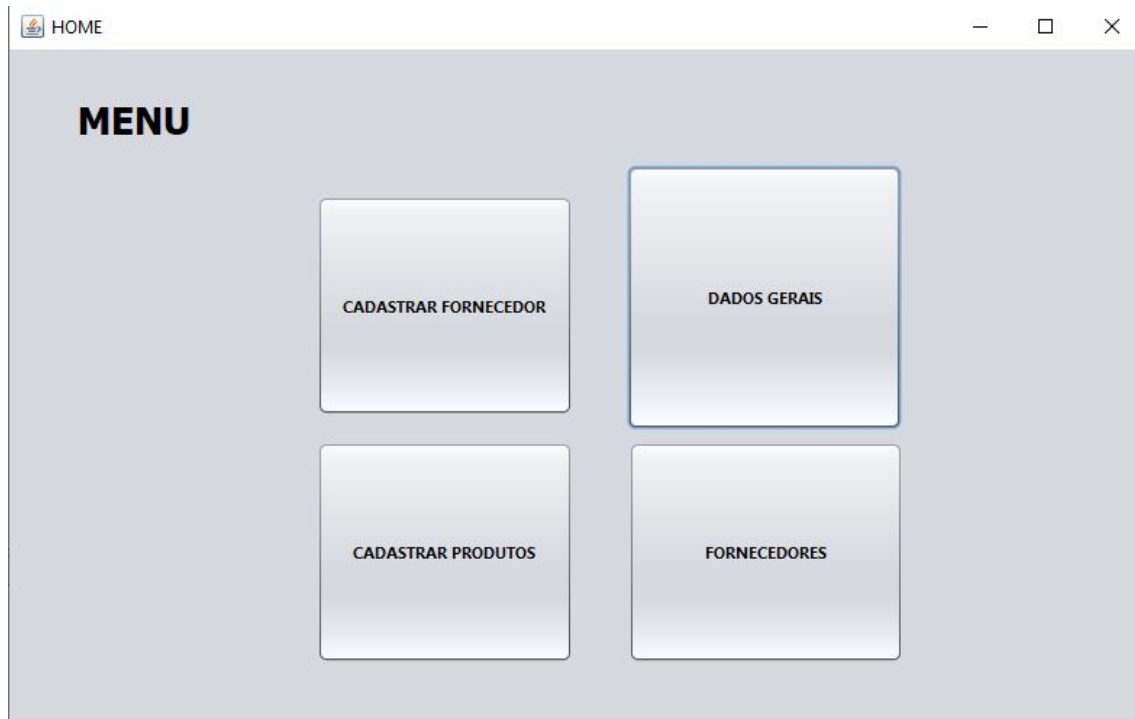 HOME
MENU
CADASTRAR FORNECEDOR
DADOS GERAIS
CADASTRAR PRODUTOS
FORNECEDORES